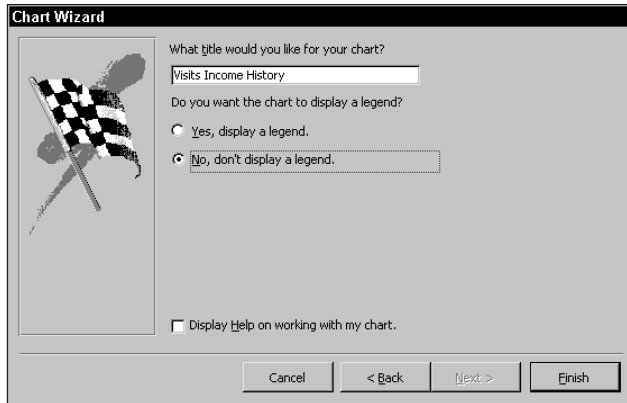 Chart Wizard
What title would you like for your chart?
Visits Income History
Do you want the chart to display a legend?
Yes, display a legend.
No, don't display a legend.
Display Help on working with my chart.
Cancel
< Back
Next >
Finish